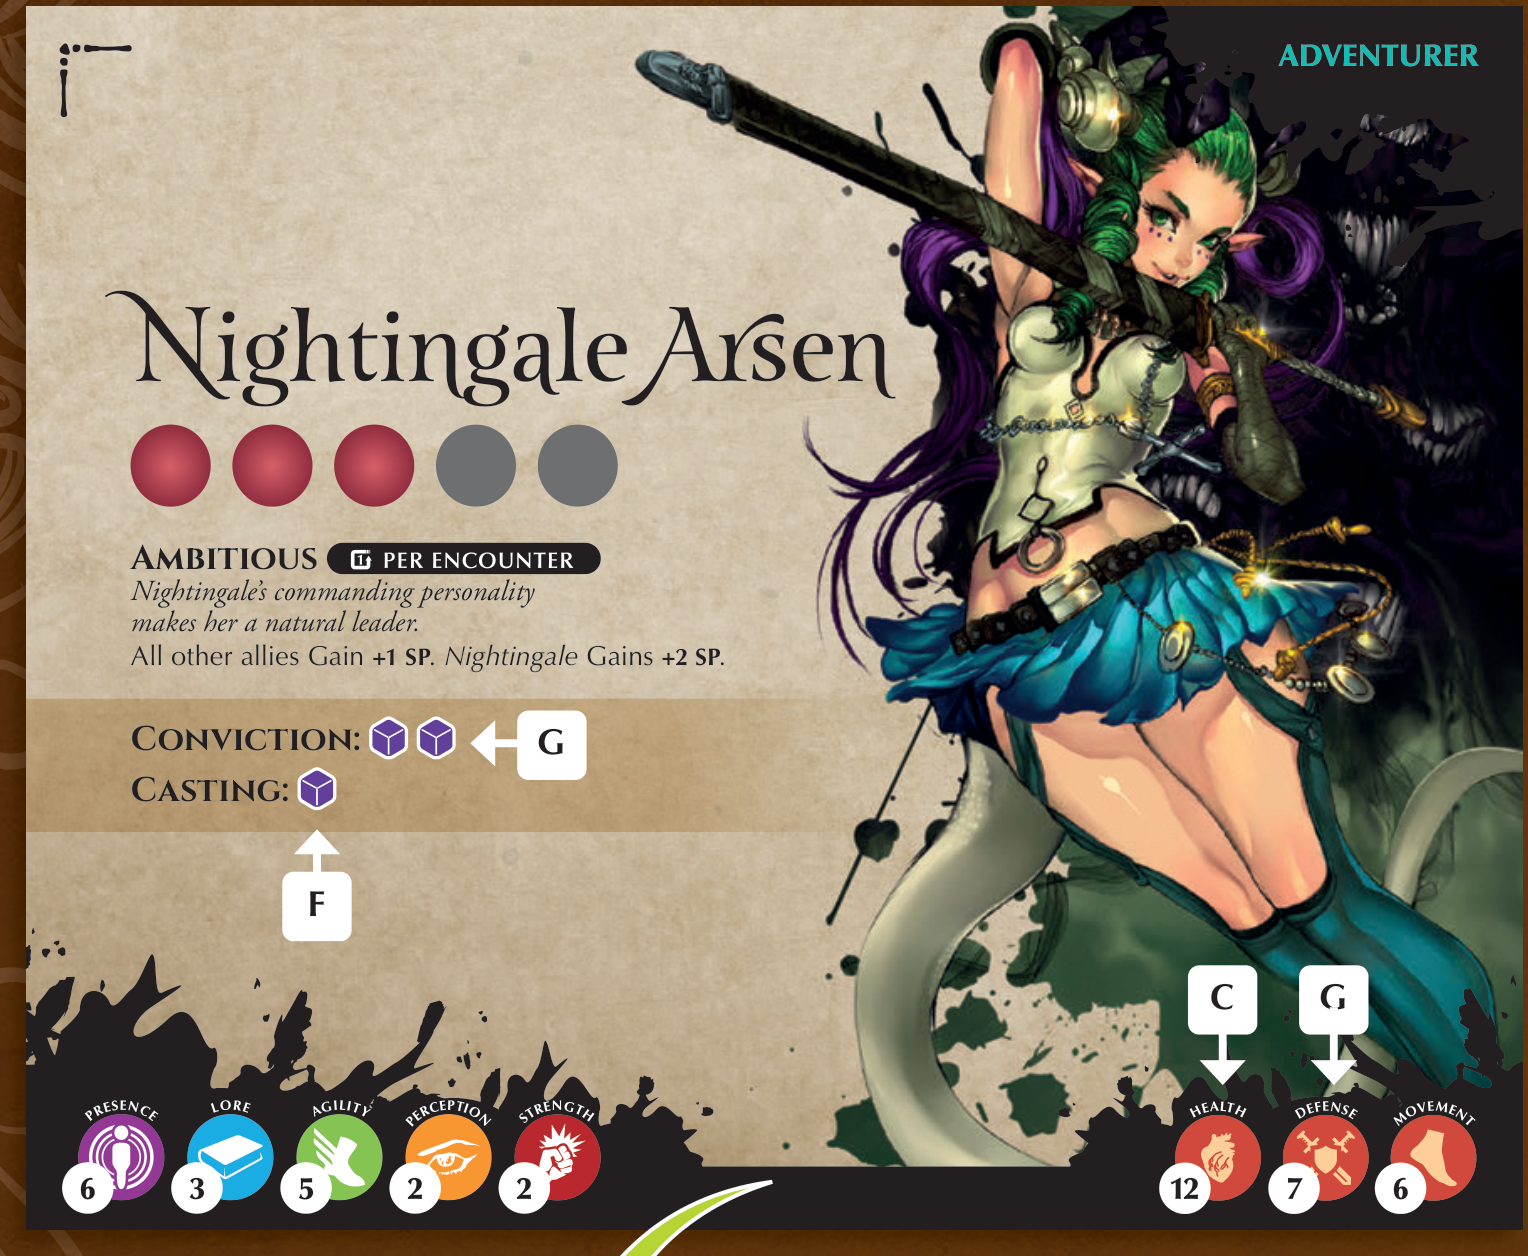 ADVENTURER
Nightingale Arsen
AMBITIOUS 1 PER ENCOUNTER
Nightingale's commanding personality
makes her a natural leader.
All other allies Gain +1 SP. Nightingale Gains +2 SP.
CONVICTION: G
CASTING:
F
C G
PRESENCE LORE AGILITY PERCEPTION STRENGTH HEALTH DEFENSE MOVEMENT
6 3 5 2 2 12 7 6